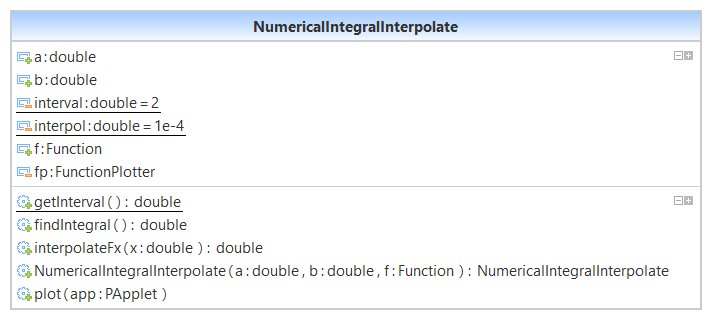 NumericalIntegralInterpolate
a:double
b:double
interval:double = 2
interpol:double = 1e-4
f:Function
fp:FunctionPlotter
getInterval( ): double
findIntegral( ): double
interpolateFx(x:double ): double
NumericalIntegralInterpolate(a:double, b:double, f:Function ): NumericalIntegralInterpolate
plot(app:PApplet )